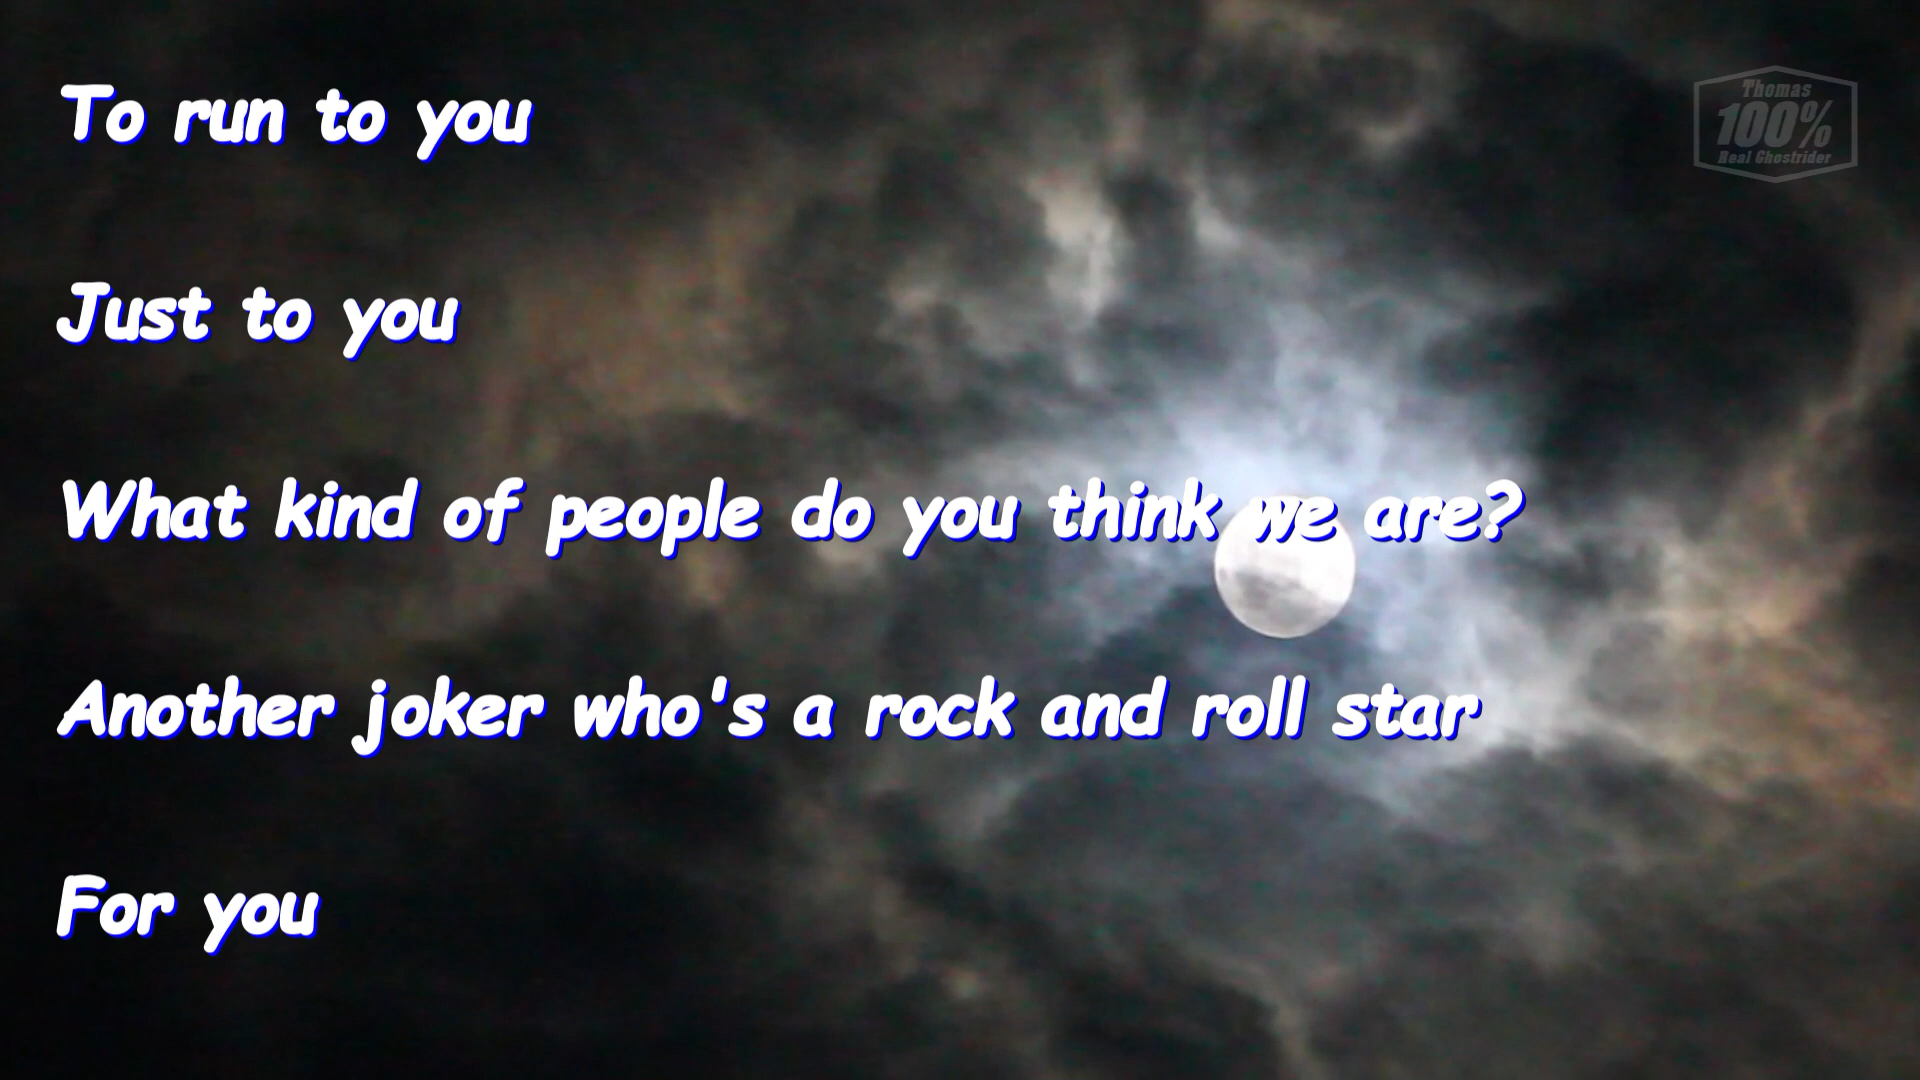 To run to you
Just to you
What kind of people do you think we are?
Another joker who's a rock and roll star
For you
Thomas
100%
Real Ghostrider